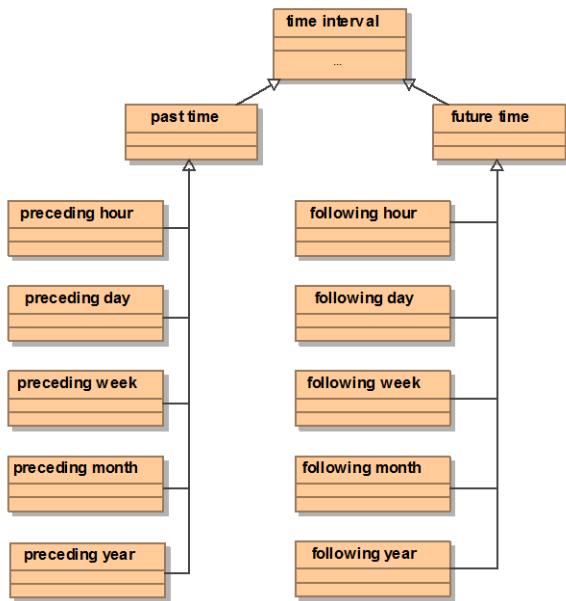 time interval
...
past time
future time
preceding hour
following hour
preceding day
following day
preceding week
following week
preceding month
following month
preceding year
following year